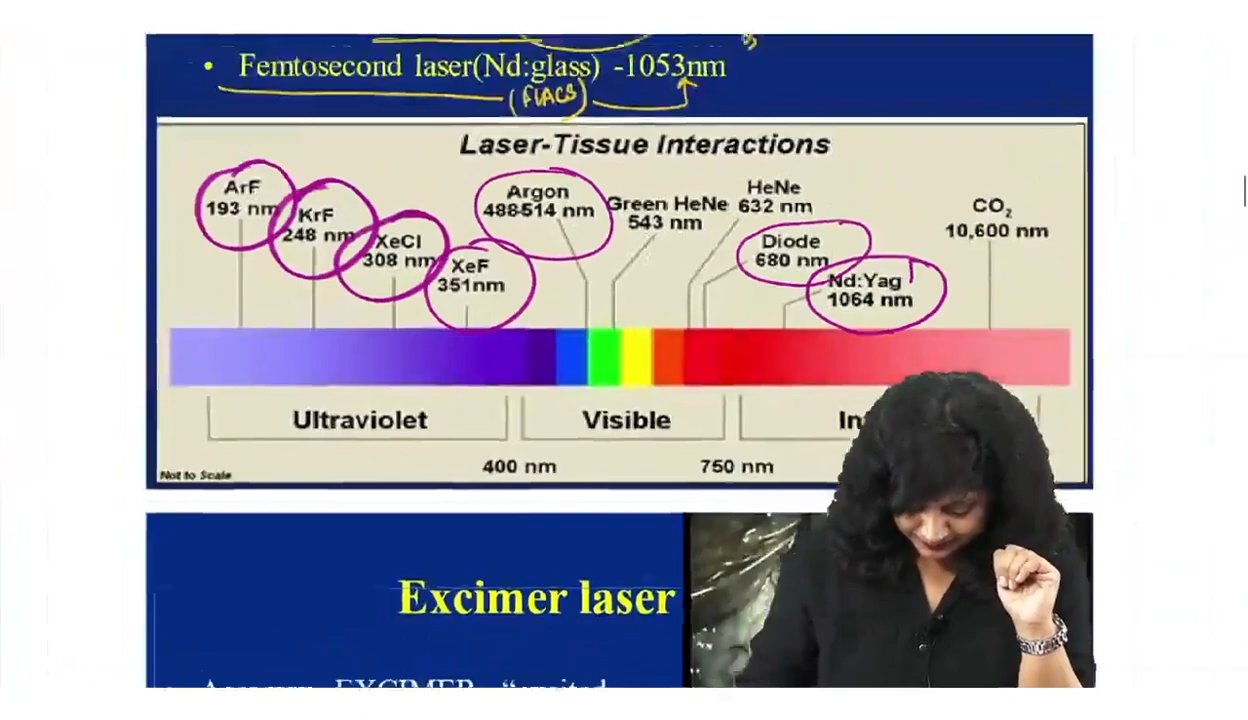 • Femtosecond laser(Nd:glass) -1053nm
(FLACS)
Laser-Tissue Interactions
ArF
193 nm
KrF
248 nm
XeCl
308 nm
XeF
351nm
Argon
488-514 nm
Green HeNe
543 nm
HeNe
632 nm
Diode
680 nm
Nd:Yag
1064 nm
CO₂
10,600 nm
Ultraviolet
Visible
400 nm
750 nm
Not to Scale
Excimer laser
EXCIMER